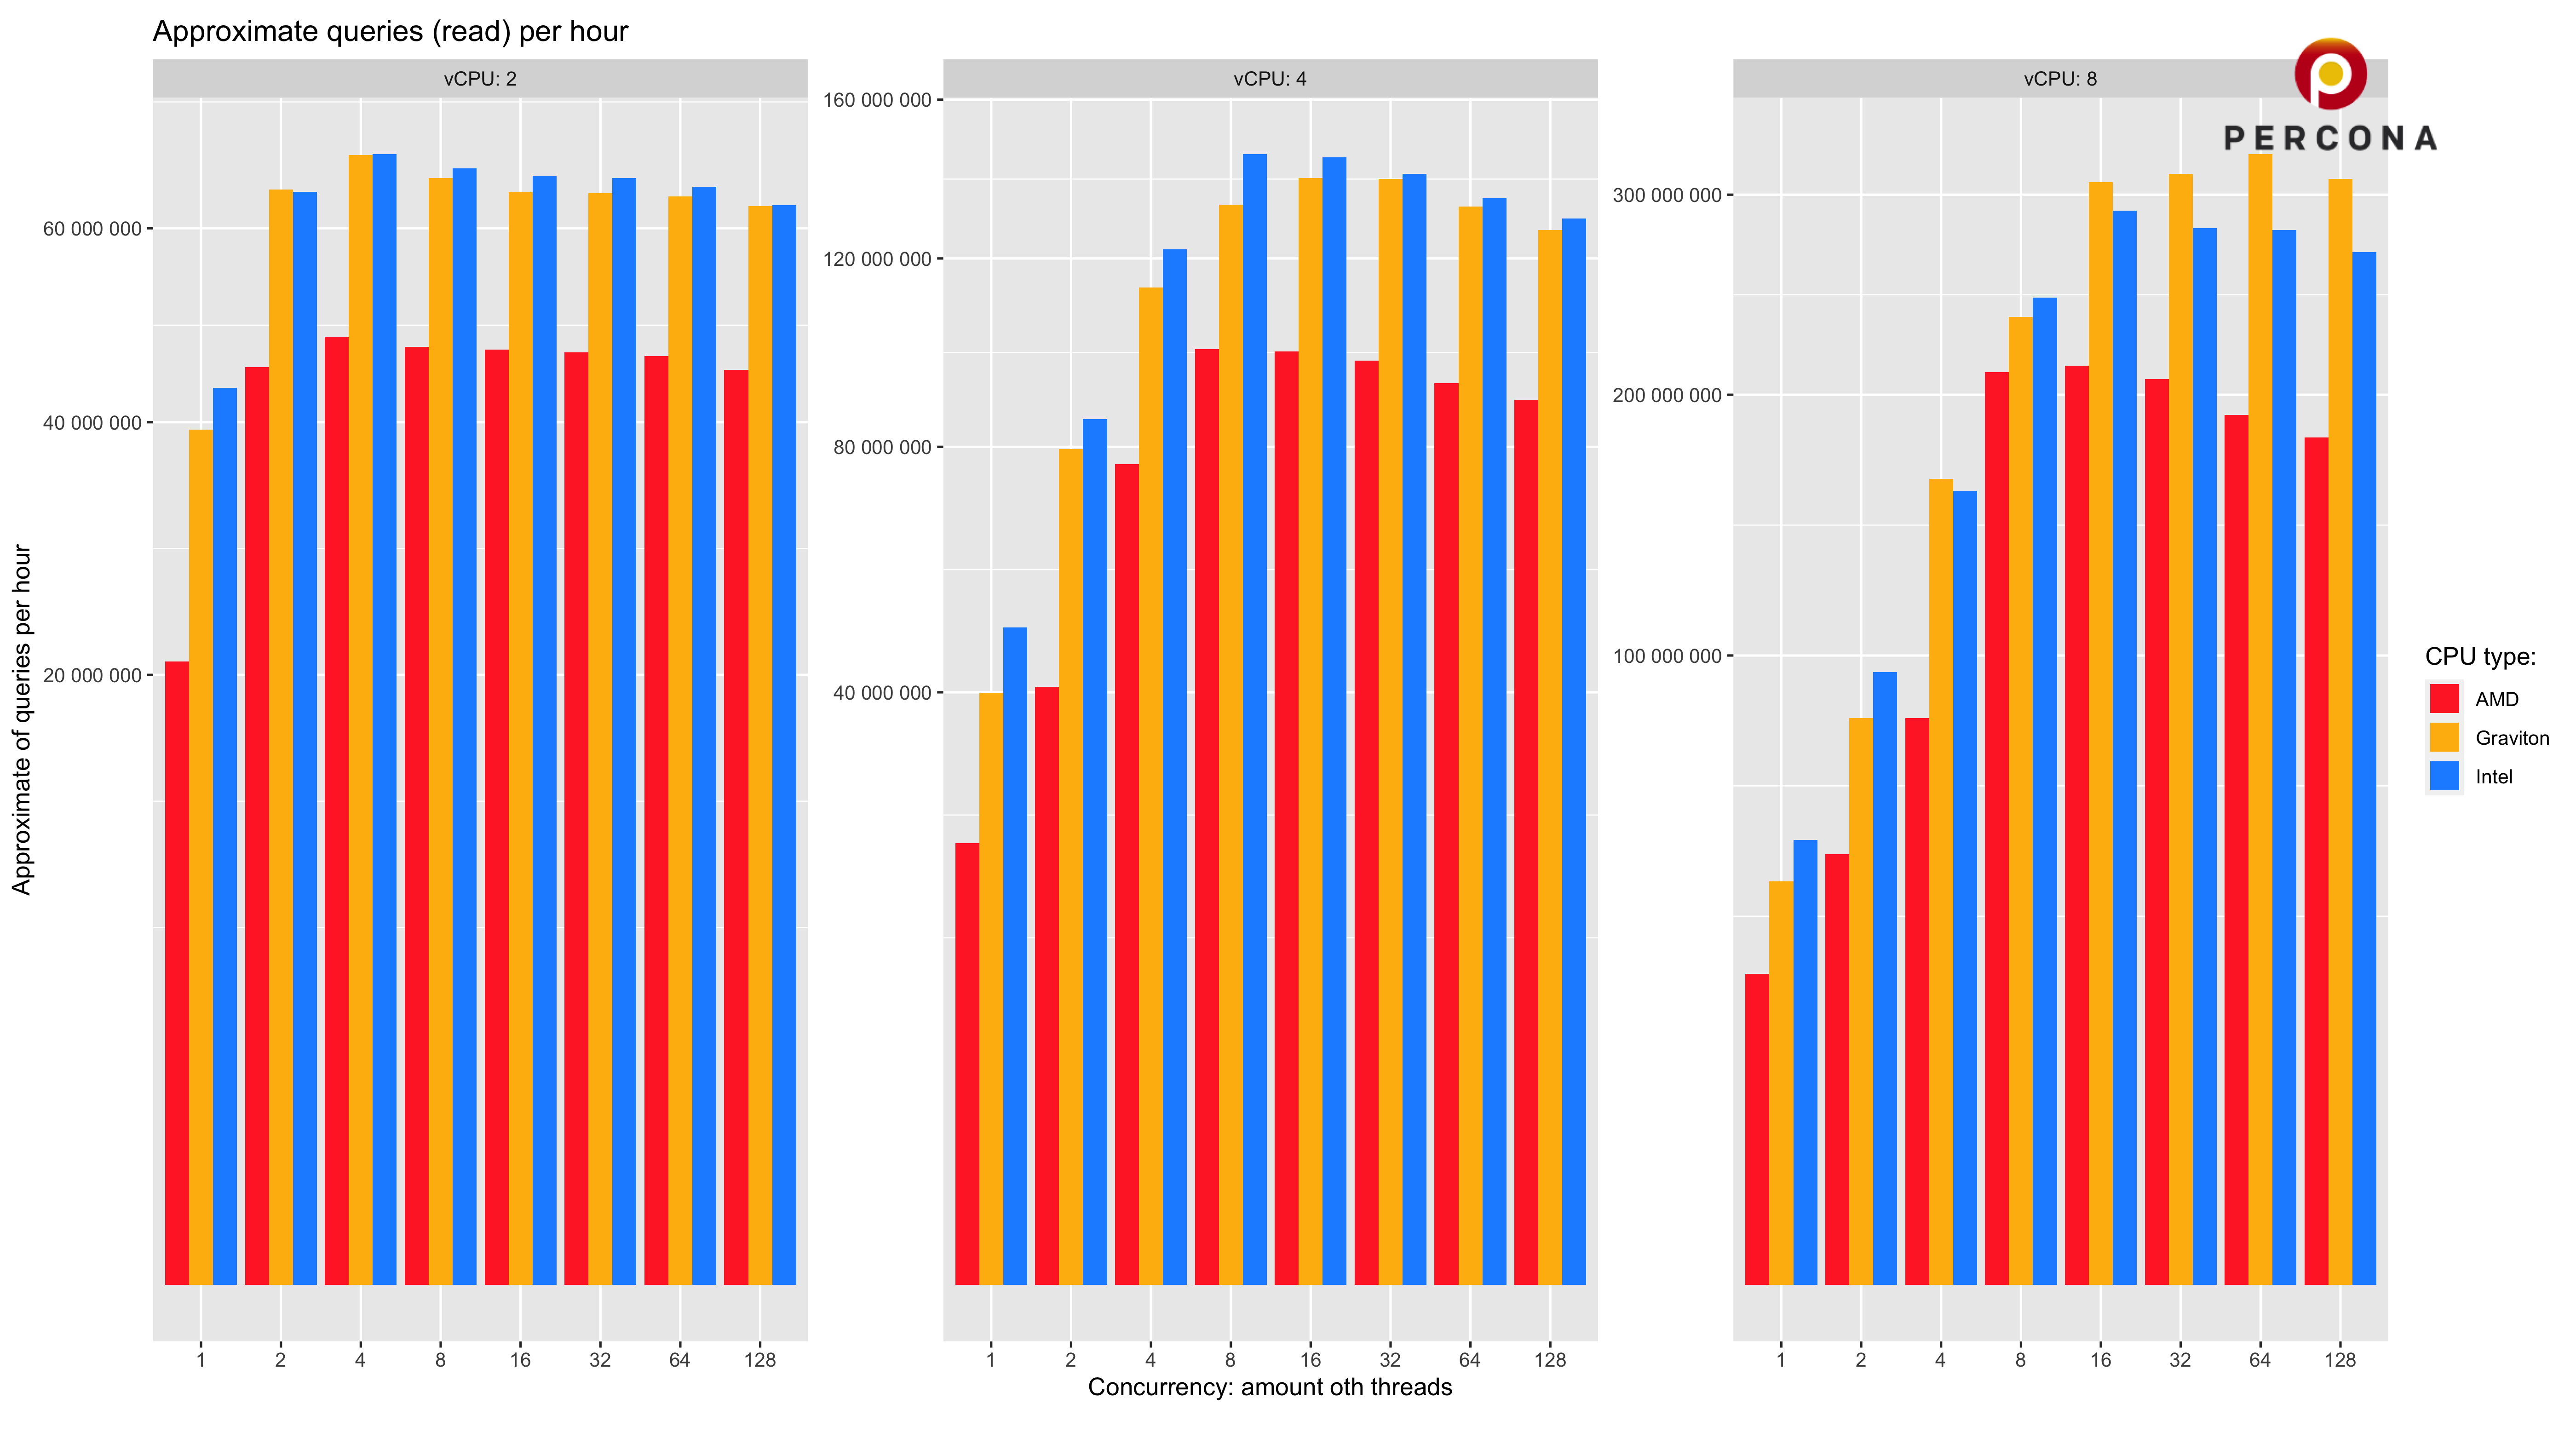 Approximate queries (read) per hour
PERCONA
vCPU: 2
vCPU: 4
vCPU: 8
Approximate of queries per hour
60 000 000
40 000 000
20 000 000
160 000 000
120 000 000
80 000 000
40 000 000
300 000 000
200 000 000
100 000 000
1 2 4 8 16 32 64 128
1 2 4 8 16 32 64 128
1 2 4 8 16 32 64 128
Concurrency: amount oth threads
CPU type:
AMD
Graviton
Intel